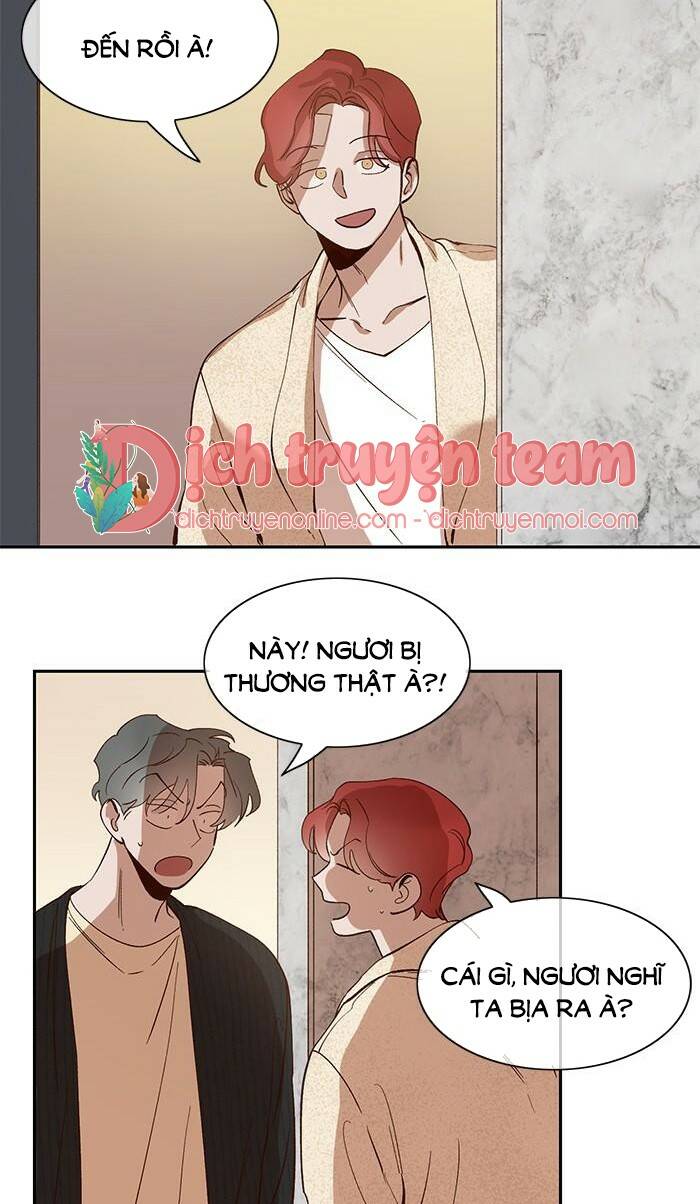 ĐẾN RỒI À!
Dịch truyện team
dichtruyenonline.com - dichtruyenmoi.com
NÀY! NGƯƠI BỊ
THƯƠNG THẬT À?!
CÁI GÌ, NGƯƠI NGHĨ
TA BỊA RA À?